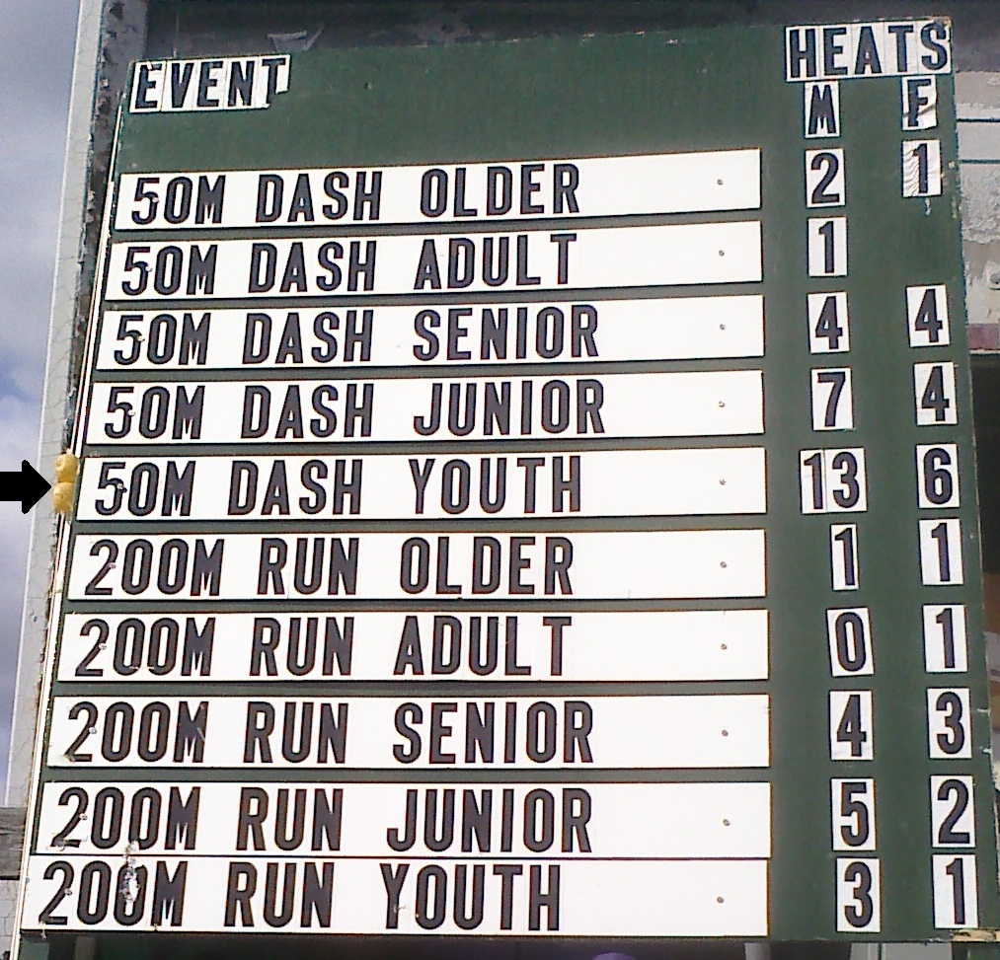 EVENT HEATS
M F
50M DASH OLDER 2 1
50M DASH ADULT 1
50M DASH SENIOR 4 4
50M DASH JUNIOR 7 4
50M DASH YOUTH 13 6
200M RUN OLDER 1 1
200M RUN ADULT 0 1
200M RUN SENIOR 4 3
200M RUN JUNIOR 5 2
200M RUN YOUTH 3 1